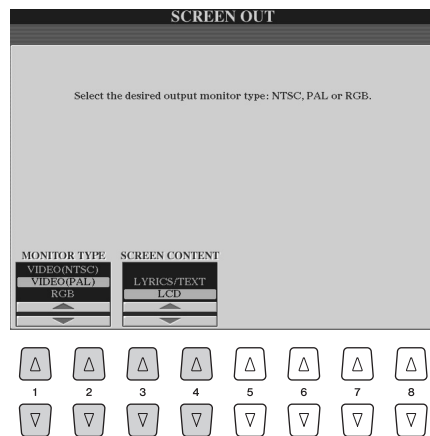 SCREEN OUT
Select the desired output monitor type: NTSC, PAL or RGB.
MONITOR TYPE SCREEN CONTENT
VIDEO(NTSC)
VIDEO(PAL) LYRICS/TEXT
RGB LCD
1 2 3 4 5 6 7 8